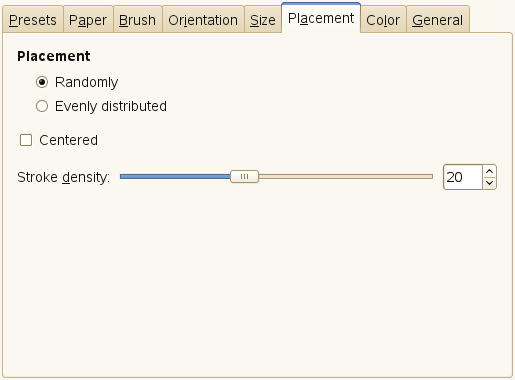 Presets Paper Brush Orientation Size Placement Color General
Placement
Randomly
Evenly distributed
Centered
Stroke density: 20